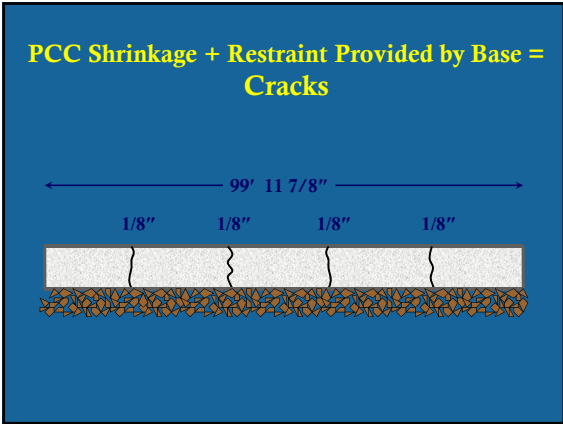 PCC Shrinkage + Restraint Provided by Base =
Cracks
99′ 11 7/8″
1/8″ 1/8″ 1/8″ 1/8″